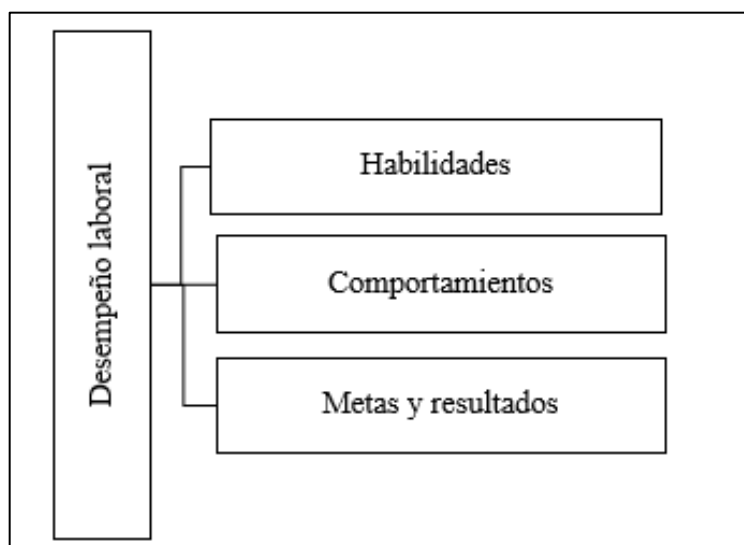 Desempeño laboral
Habilidades
Comportamientos
Metas y resultados